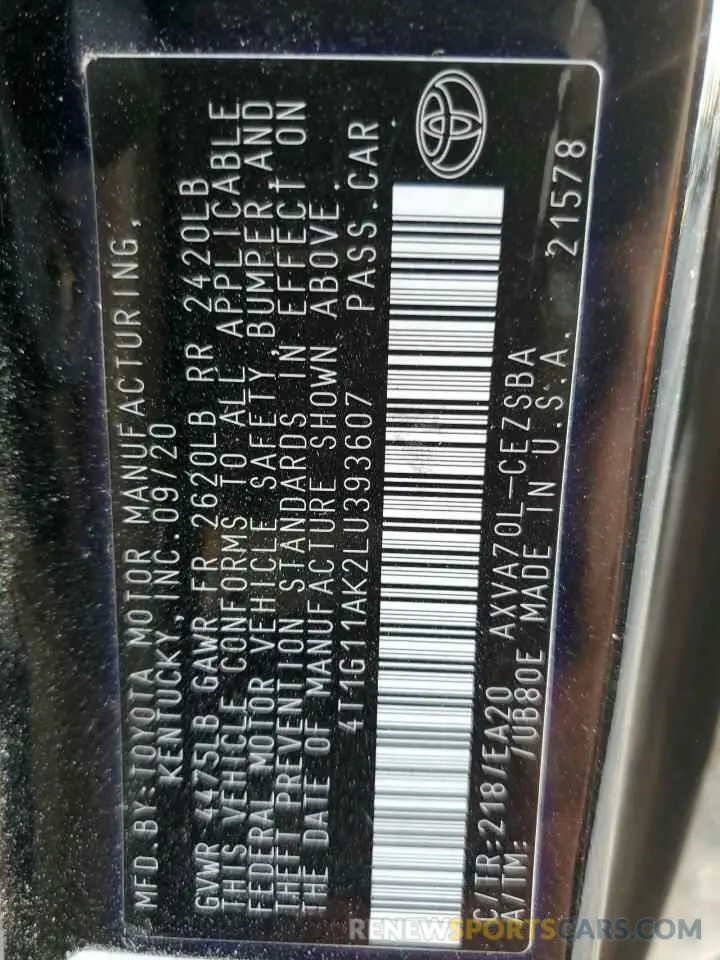 MFD.BY:TOYOTA MOTOR MANUFACTURING,
KENTUCKY,INC.09/20
GVWR 4475LB GAWR FR 2620LB RR 2420LB
THIS VEHICLE CONFORMS TO ALL APPLICABLE
FEDERAL MOTOR VEHICLE SAFETY,BUMPER,AND
THEFT PREVENTION STANDARDS IN EFFECT ON
THE DATE OF MANUFACTURE SHOWN ABOVE.
4T1G11AK2LU393607 PASS.CAR
C/TR:218/EA20 AXVA70L-CEZSBA
A/TM: /UB80E MADE IN U.S.A. 21578
RENEWSPORTSCARS.COM